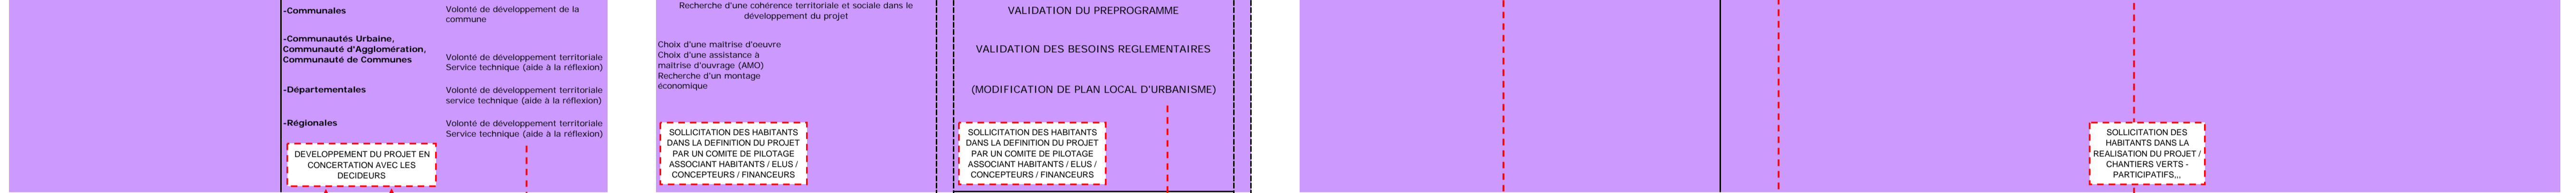 -Communales
Volonté de développement de la
commune
-Communautés Urbaine,
Communauté d'Agglomération,
Communauté de Communes
Volonté de développement territoriale
Service technique (aide à la réflexion)
-Départementales
Volonté de développement territoriale
service technique (aide à la réflexion)
-Régionales
Volonté de développement territoriale
Service technique (aide à la réflexion)
DEVELOPPEMENT DU PROJET EN
CONCERTATION AVEC LES
DECIDEURS
Recherche d'une cohérence territoriale et sociale dans le
développement du projet
Choix d'une maitrise d'oeuvre
Choix d'une assistance à
maîtrise d'ouvrage (AMO)
Recherche d'un montage
économique
SOLLICITATION DES HABITANTS
DANS LA DEFINITION DU PROJET
PAR UN COMITE DE PILOTAGE
ASSOCIANT HABITANTS / ELUS /
CONCEPTEURS / FINANCEURS
VALIDATION DU PREPROGRAMME
VALIDATION DES BESOINS REGLEMENTAIRES
(MODIFICATION DE PLAN LOCAL D'URBANISME)
SOLLICITATION DES HABITANTS
DANS LA DEFINITION DU PROJET
PAR UN COMITE DE PILOTAGE
ASSOCIANT HABITANTS / ELUS /
CONCEPTEURS / FINANCEURS
SOLLICITATION DES
HABITANTS DANS LA
REALISATION DU PROJET /
CHANTIERS VERTS -
PARTICIPATIFS,,,